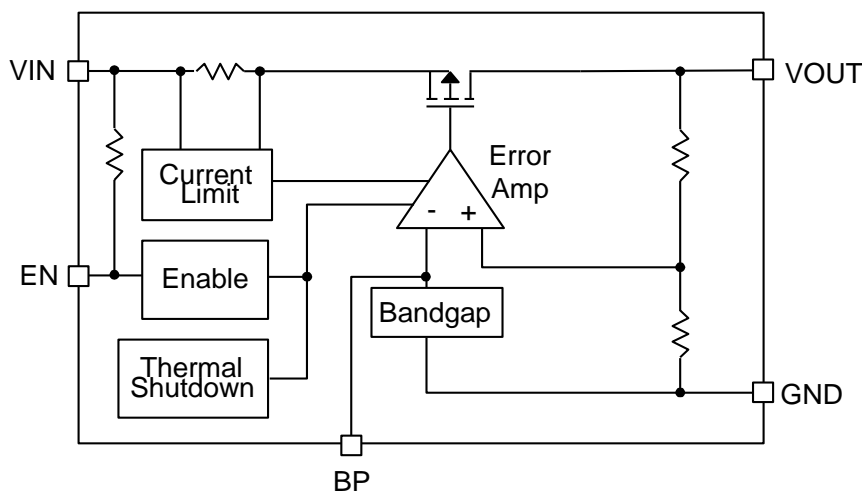 VIN
VOUT
Error
Amp
Current
Limit
- +
EN
Enable
Bandgap
Thermal
Shutdown
GND
BP